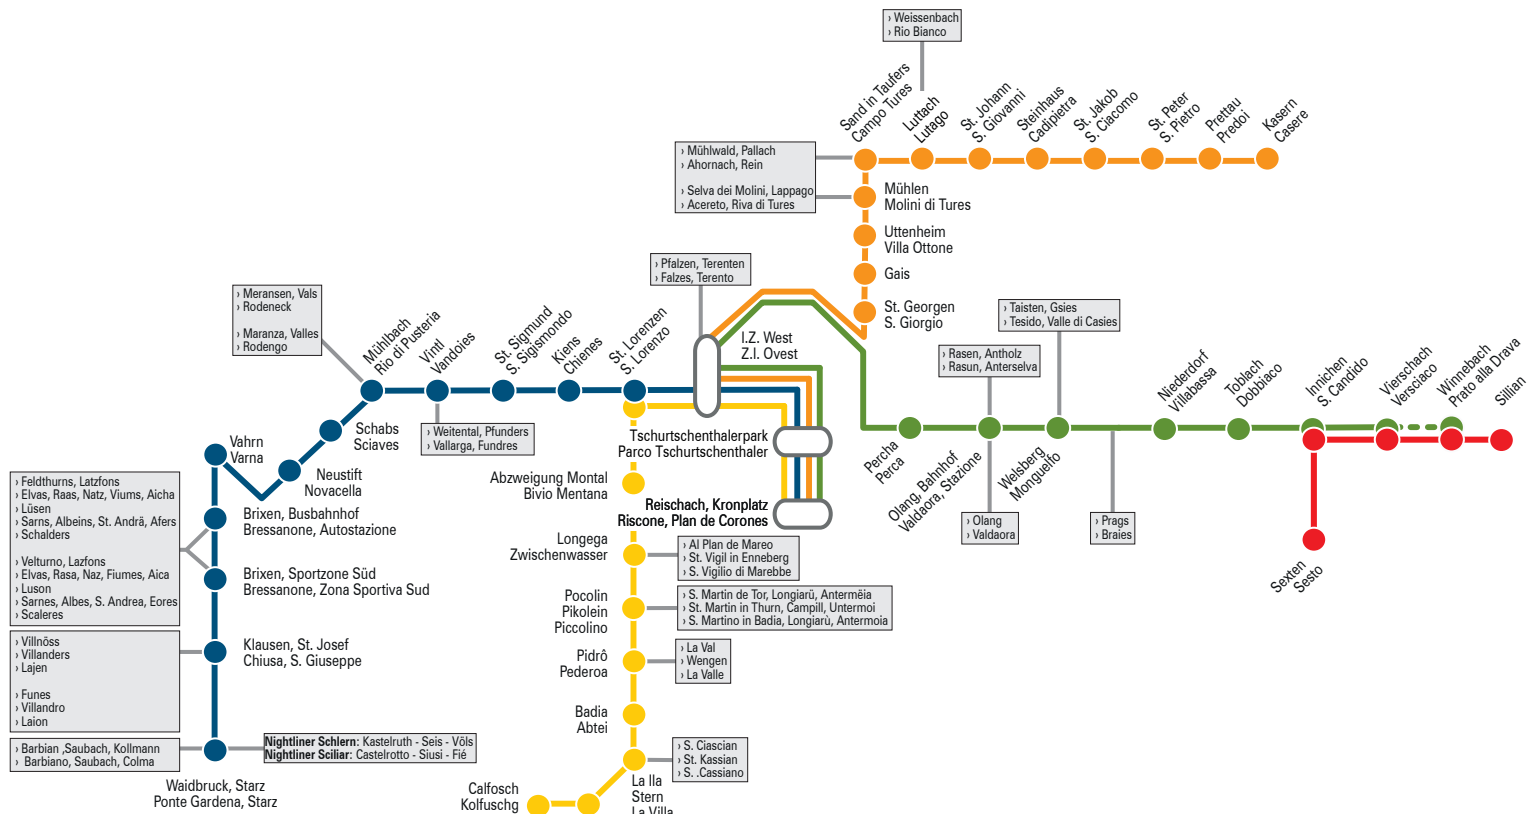 › Weissenbach
› Rio Bianco
Sand in Taufers
Campo Tures
Luttach
Lutago
St. Johann
S. Giovanni
Steinhaus
Cadipietra
St. Jakob
S. Ciacomo
St. Peter
S. Pietro
Prettau
Predoi
Kasern
Casere
› Mühlwald, Pallach
› Ahornach, Rein
› Selva dei Molini, Lappago
› Acereto, Riva di Tures
Mühlen
Molini di Tures
Uttenheim
Villa Ottone
Gais
St. Georgen
S. Giorgio
› Pfalzen, Terenten
› Falzes, Terento
I.Z. West
Z.I. Ovest
› Meransen, Vals
› Rodeneck
› Maranza, Valles
› Rodengo
Mühlbach
Rio di Pusteria
Vintl
Vandoies
St. Sigmund
S. Sigismondo
Kiens
Chienes
St. Lorenzen
S. Lorenzo
› Taisten, Gsies
› Tesido, Valle di Casies
› Rasen, Antholz
› Rasun, Anterselva
Niederdorf
Villabassa
Toblach
Dobbiaco
Innichen
S. Candido
Vierschach
Versciaco
Winnebach
Prato alla Drava
Sillian
Percha
Perca
Olang, Bahnhof
Valdaora, Stazione
Welsberg
Monguelfo
› Olang
› Valdaora
› Prags
› Braies
Sexten
Sesto
Schabs
Sciaves
› Weitental, Pfunders
› Vallarga, Fundres
Vahrn
Varna
Neustift
Novacella
Tschurtschenthalerpark
Parco Tschurtschenthaler
Abzweigung Montal
Bivio Mentana
Reischach, Kronplatz
Riscone, Plan de Corones
› Feldthurns, Latzfons
› Elvas, Raas, Natz, Viums, Aicha
› Lüsen
› Sarns, Albeins, St. Andrä, Afers
› Schalders
› Velturno, Lazfons
› Elvas, Rasa, Naz, Fiumes, Aica
› Luson
› Sarnes, Albes, S. Andrea, Eores
› Scaleres
Brixen, Busbahnhof
Bressanone, Autostazione
Brixen, Sportzone Süd
Bressanone, Zona Sportiva Sud
Longega
Zwischenwasser
› Al Plan de Mareo
› St. Vigil in Enneberg
› S. Vigilio di Marebbe
Pocolin
Pikolein
Piccolino
› S. Martin de Tor, Longiarü, Antermëia
› St. Martin in Thurn, Campill, Untermoi
› S. Martino in Badia, Longiarù, Antermoia
› Villnöss
› Villanders
› Lajen
› Funes
› Villandro
› Laion
Klausen, St. Josef
Chiusa, S. Giuseppe
Pidrô
Pederoa
› La Val
› Wengen
› La Valle
Badia
Abtei
› Barbian ,Saubach, Kollmann
› Barbiano, Saubach, Colma
Nightliner Schlern: Kastelruth - Seis - Völs
Nightliner Sciliar: Castelrotto - Siusi - Fié
› S. Ciascian
› St. Kassian
› S. .Cassiano
Waidbruck, Starz
Ponte Gardena, Starz
Calfosch
Kolfuschg
La Ila
Stern
La Villa